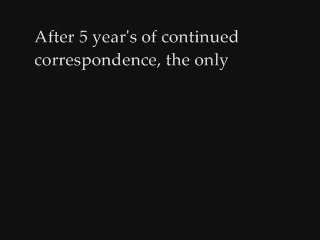 After 5 year's of continued
correspondence, the only